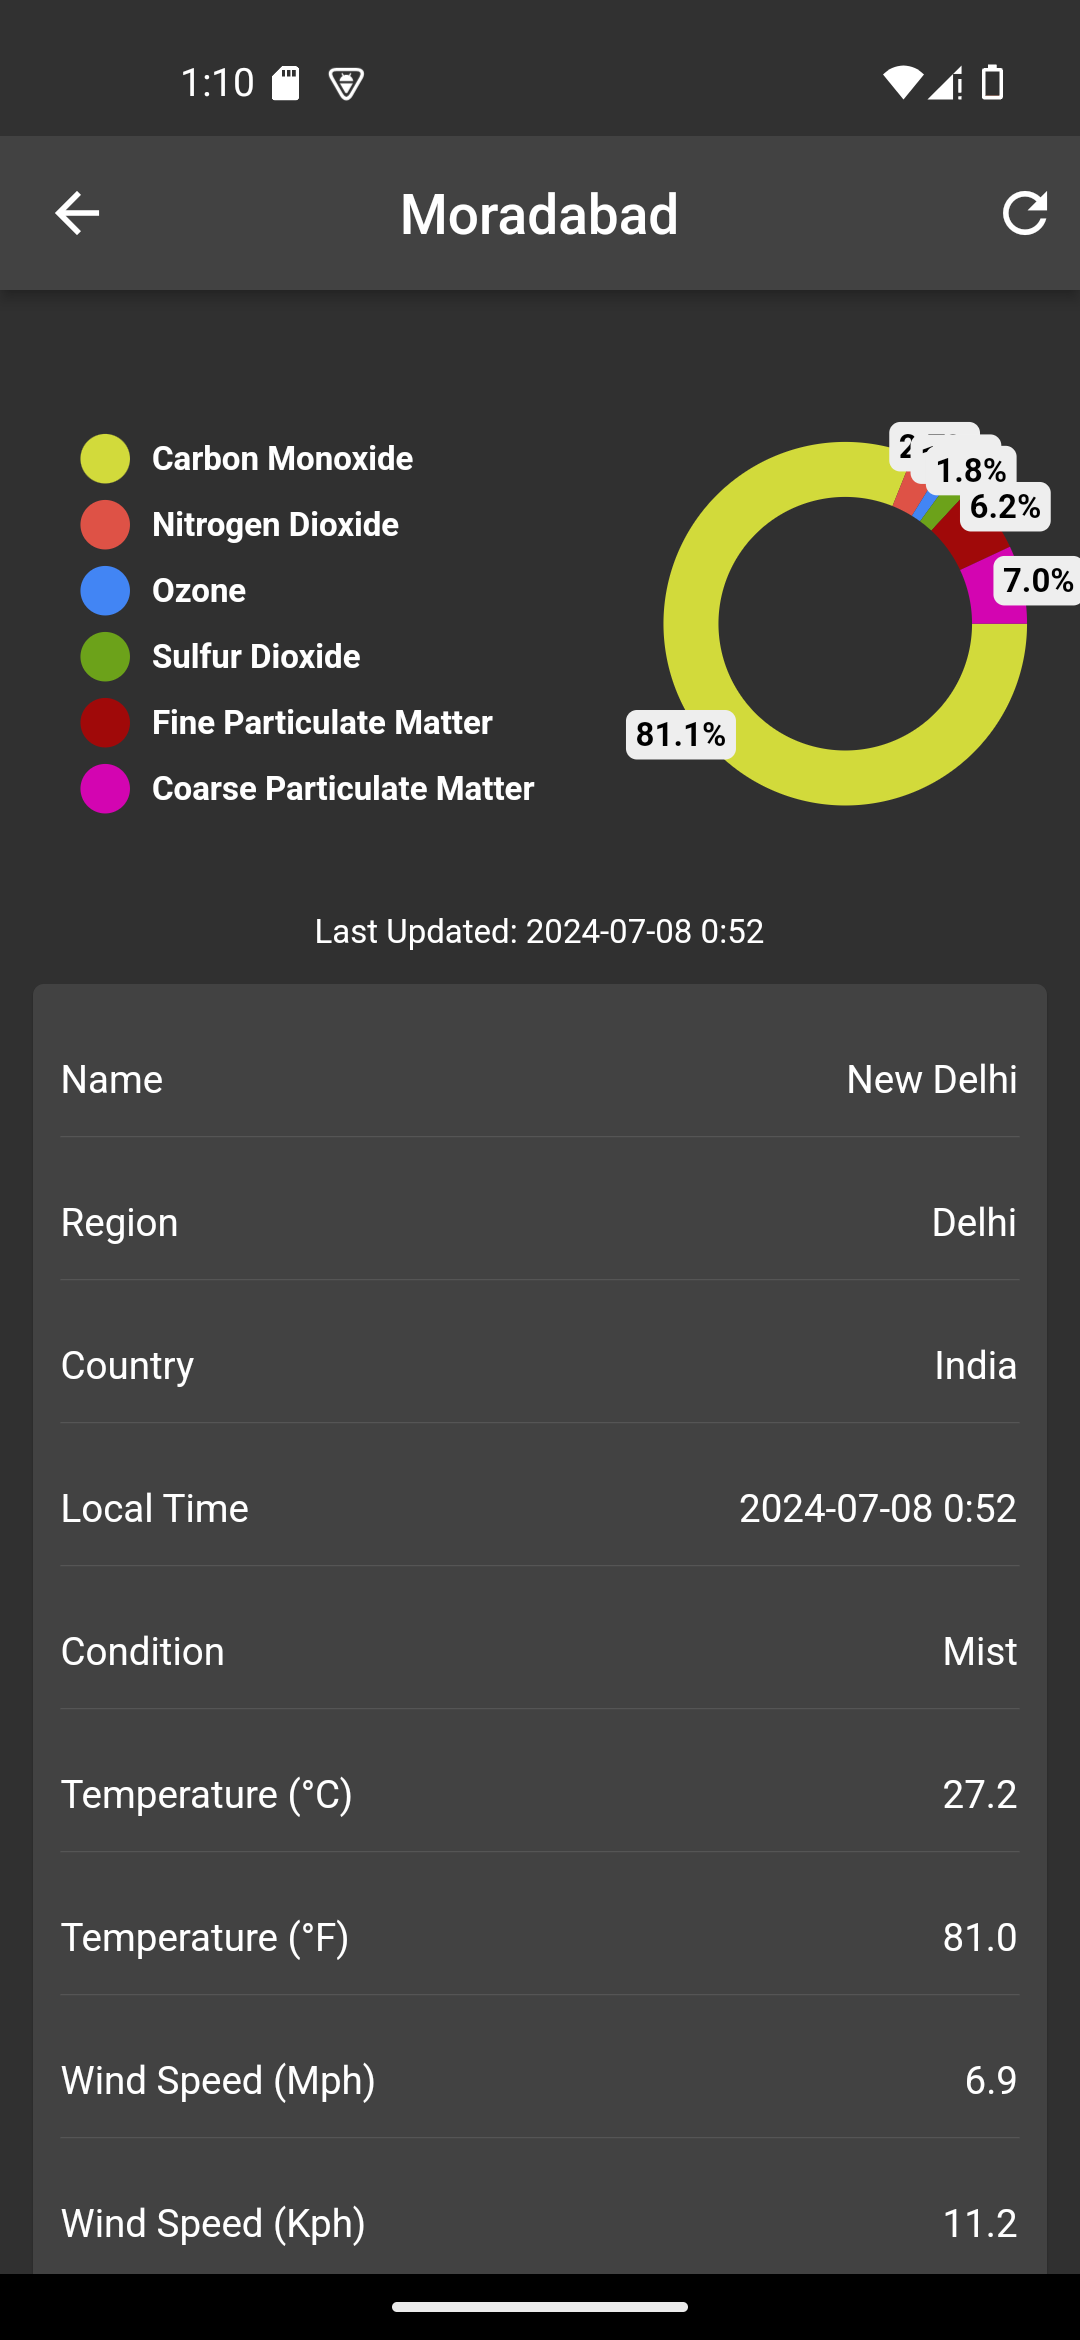 1:10
Moradabad
Carbon Monoxide
Nitrogen Dioxide
Ozone
Sulfur Dioxide
Fine Particulate Matter
Coarse Particulate Matter
1.8%
6.2%
7.0%
81.1%
Last Updated: 2024-07-08 0:52
Name New Delhi
Region Delhi
Country India
Local Time 2024-07-08 0:52
Condition Mist
Temperature (°C) 27.2
Temperature (°F) 81.0
Wind Speed (Mph) 6.9
Wind Speed (Kph) 11.2